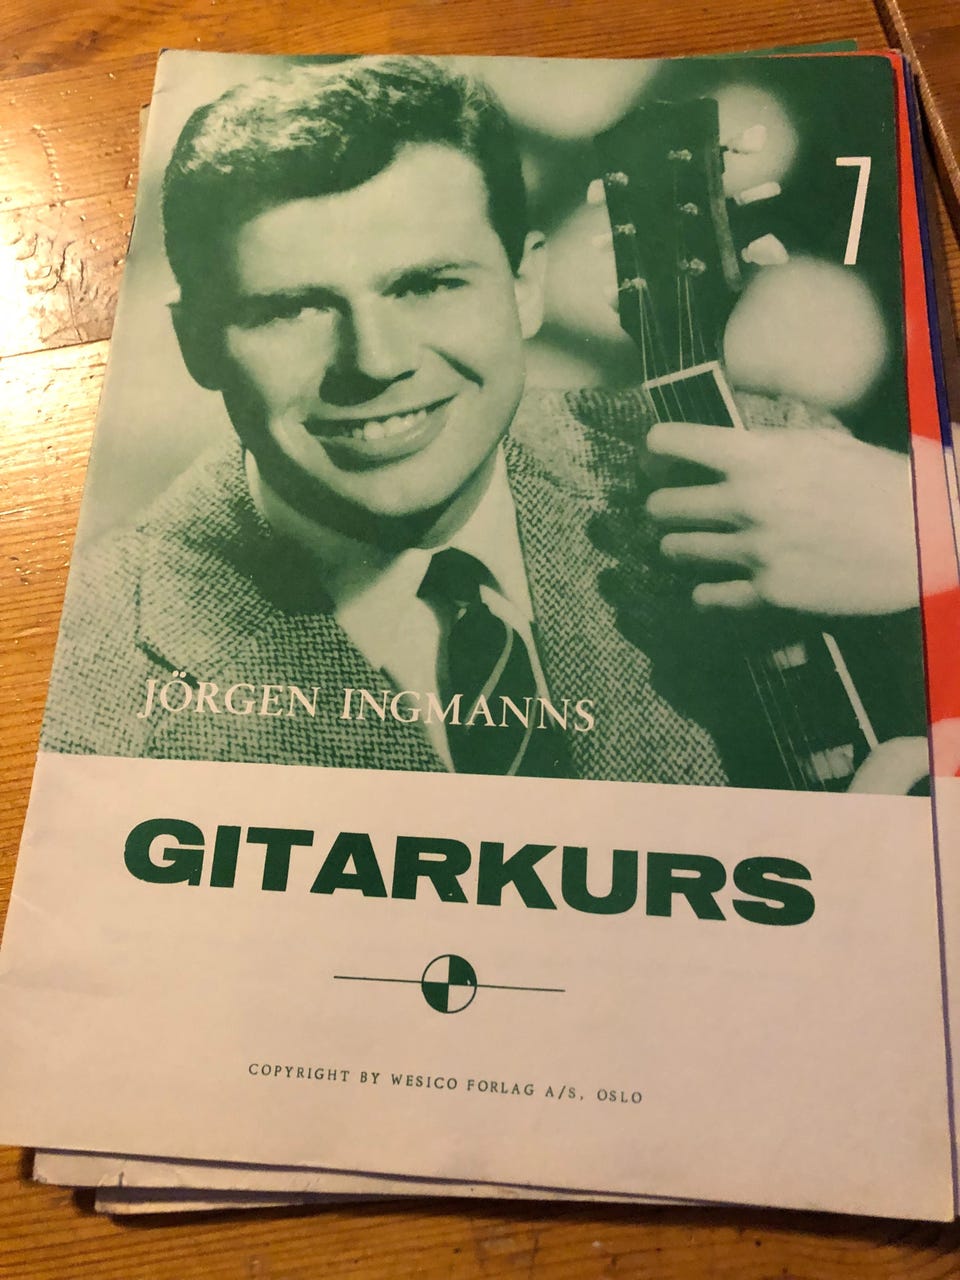 7
JÖRGEN INGMANNS
GITARKURS
COPYRIGHT BY WESICO FORLAG A/S, OSLO